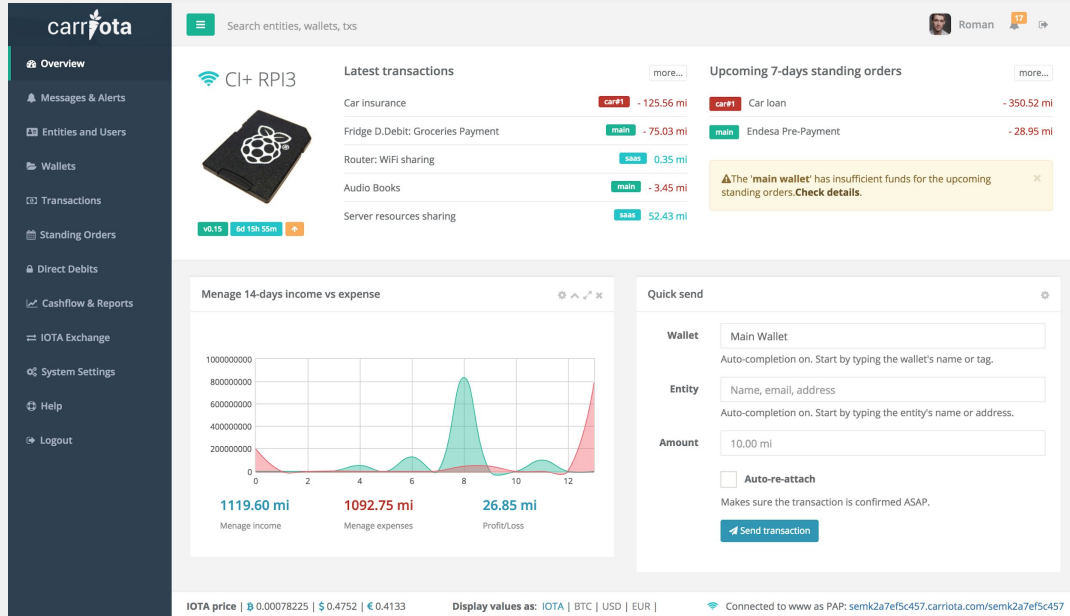 carriota
Search entities, wallets, txs
Roman
17
Overview
Messages & Alerts
Entities and Users
Wallets
Transactions
Standing Orders
Direct Debits
Cashflow & Reports
IOTA Exchange
System Settings
Help
Logout
CI+ RPI3
v0.15 6d 15h 55m
Latest transactions more...
Car insurance car#1 - 125.56 mi
Fridge D.Debit: Groceries Payment main - 75.03 mi
Router: WiFi sharing saas 0.35 mi
Audio Books main - 3.45 mi
Server resources sharing saas 52.43 mi
Upcoming 7-days standing orders more...
car#1 Car loan - 350.52 mi
main Endesa Pre-Payment - 28.95 mi
The 'main wallet' has insufficient funds for the upcoming
standing orders.Check details.
Menage 14-days income vs expense
1000000000
800000000
600000000
400000000
200000000
0
0 2 4 6 8 10 12
1119.60 mi 1092.75 mi 26.85 mi
Menage income Menage expenses Profit/Loss
Quick send
Wallet Main Wallet
Auto-completion on. Start by typing the wallet's name or tag.
Entity Name, email, address
Auto-completion on. Start by typing the entity's name or address.
Amount 10.00 mi
Auto-re-attach
Makes sure the transaction is confirmed ASAP.
Send transaction
IOTA price | ₿ 0.00078225 | $ 0.4752 | € 0.4133
Display values as: IOTA | BTC | USD | EUR |
Connected to www as PAP: semk2a7ef5c457.carriota.com/semk2a7ef5c457